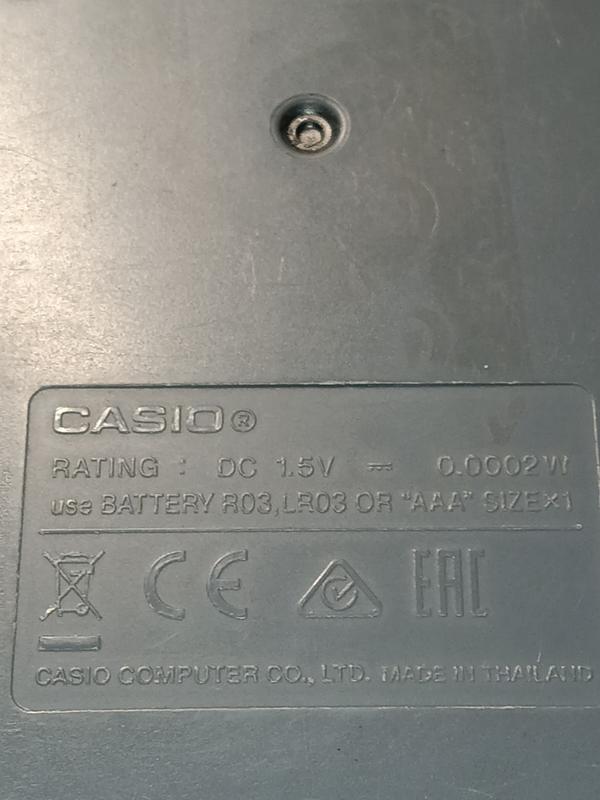 CASIO®
RATING : DC 1.5V ⎓ 0.0002W
use BATTERY R03,LR03 OR "AAA" SIZE×1
CE EAC
CASIO COMPUTER CO., LTD. MADE IN THAILAND